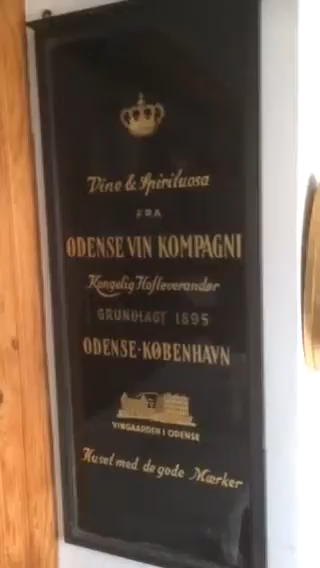 Vine & Spirituosa
FRA
ODENSE VIN KOMPAGNI
Kongelig Hofleverandør
GRUNDLAGT 1895
ODENSE-KØBENHAVN
VINGAARDEN I ODENSE
Huset med de gode Mærker